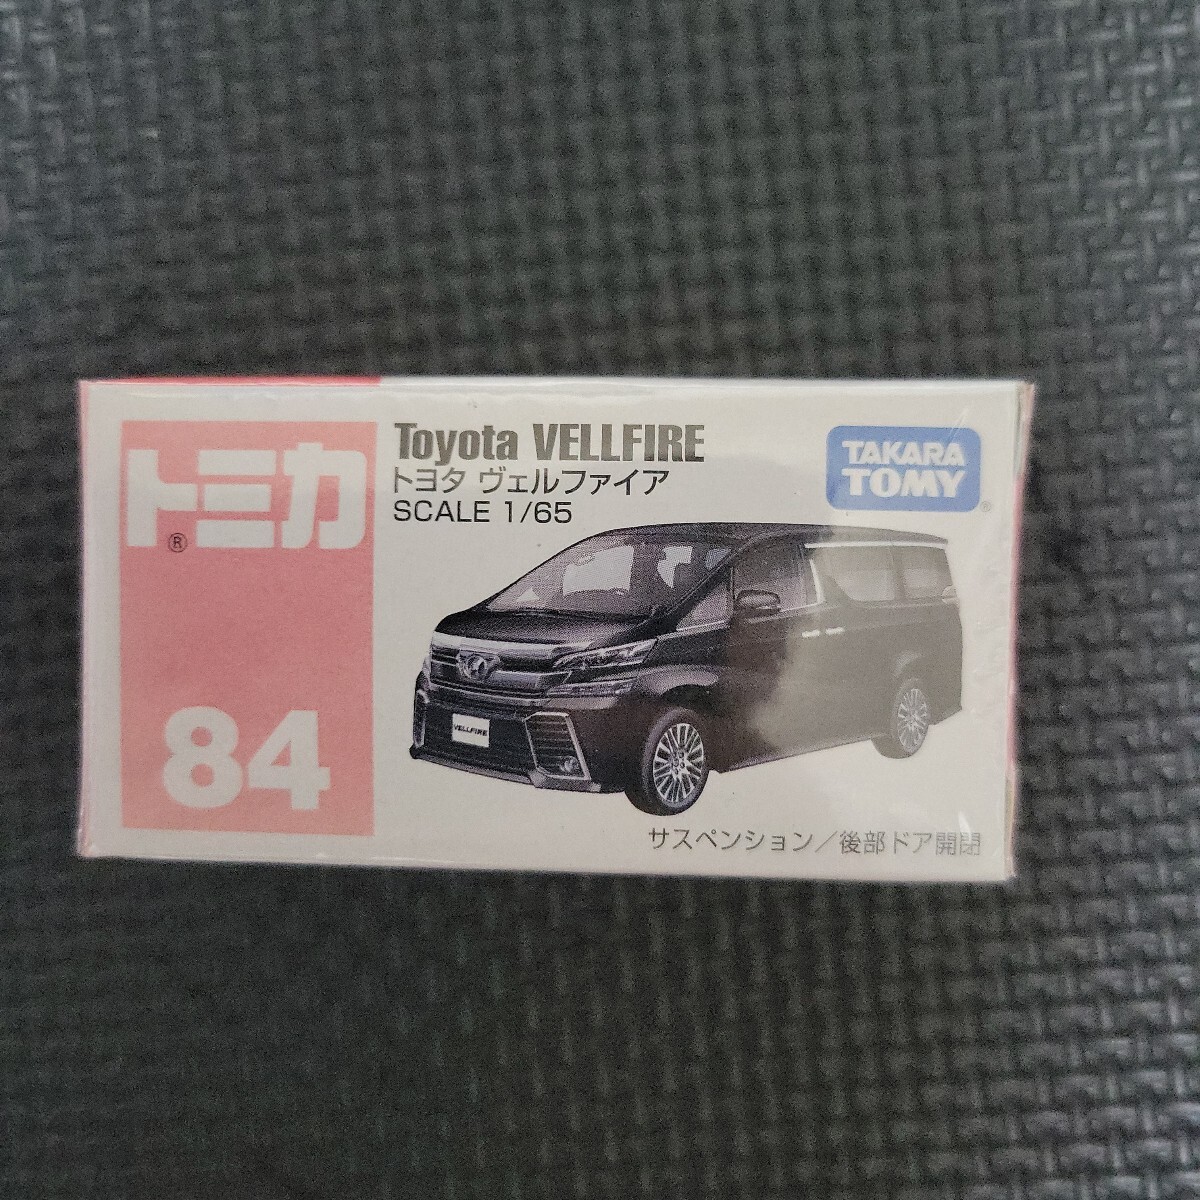 トミカ
®
84
Toyota VELLFIRE
トヨタ ヴェルファイア
SCALE 1/65
TAKARA
TOMY
®
VELLFIRE
サスペンション/後部ドア開閉